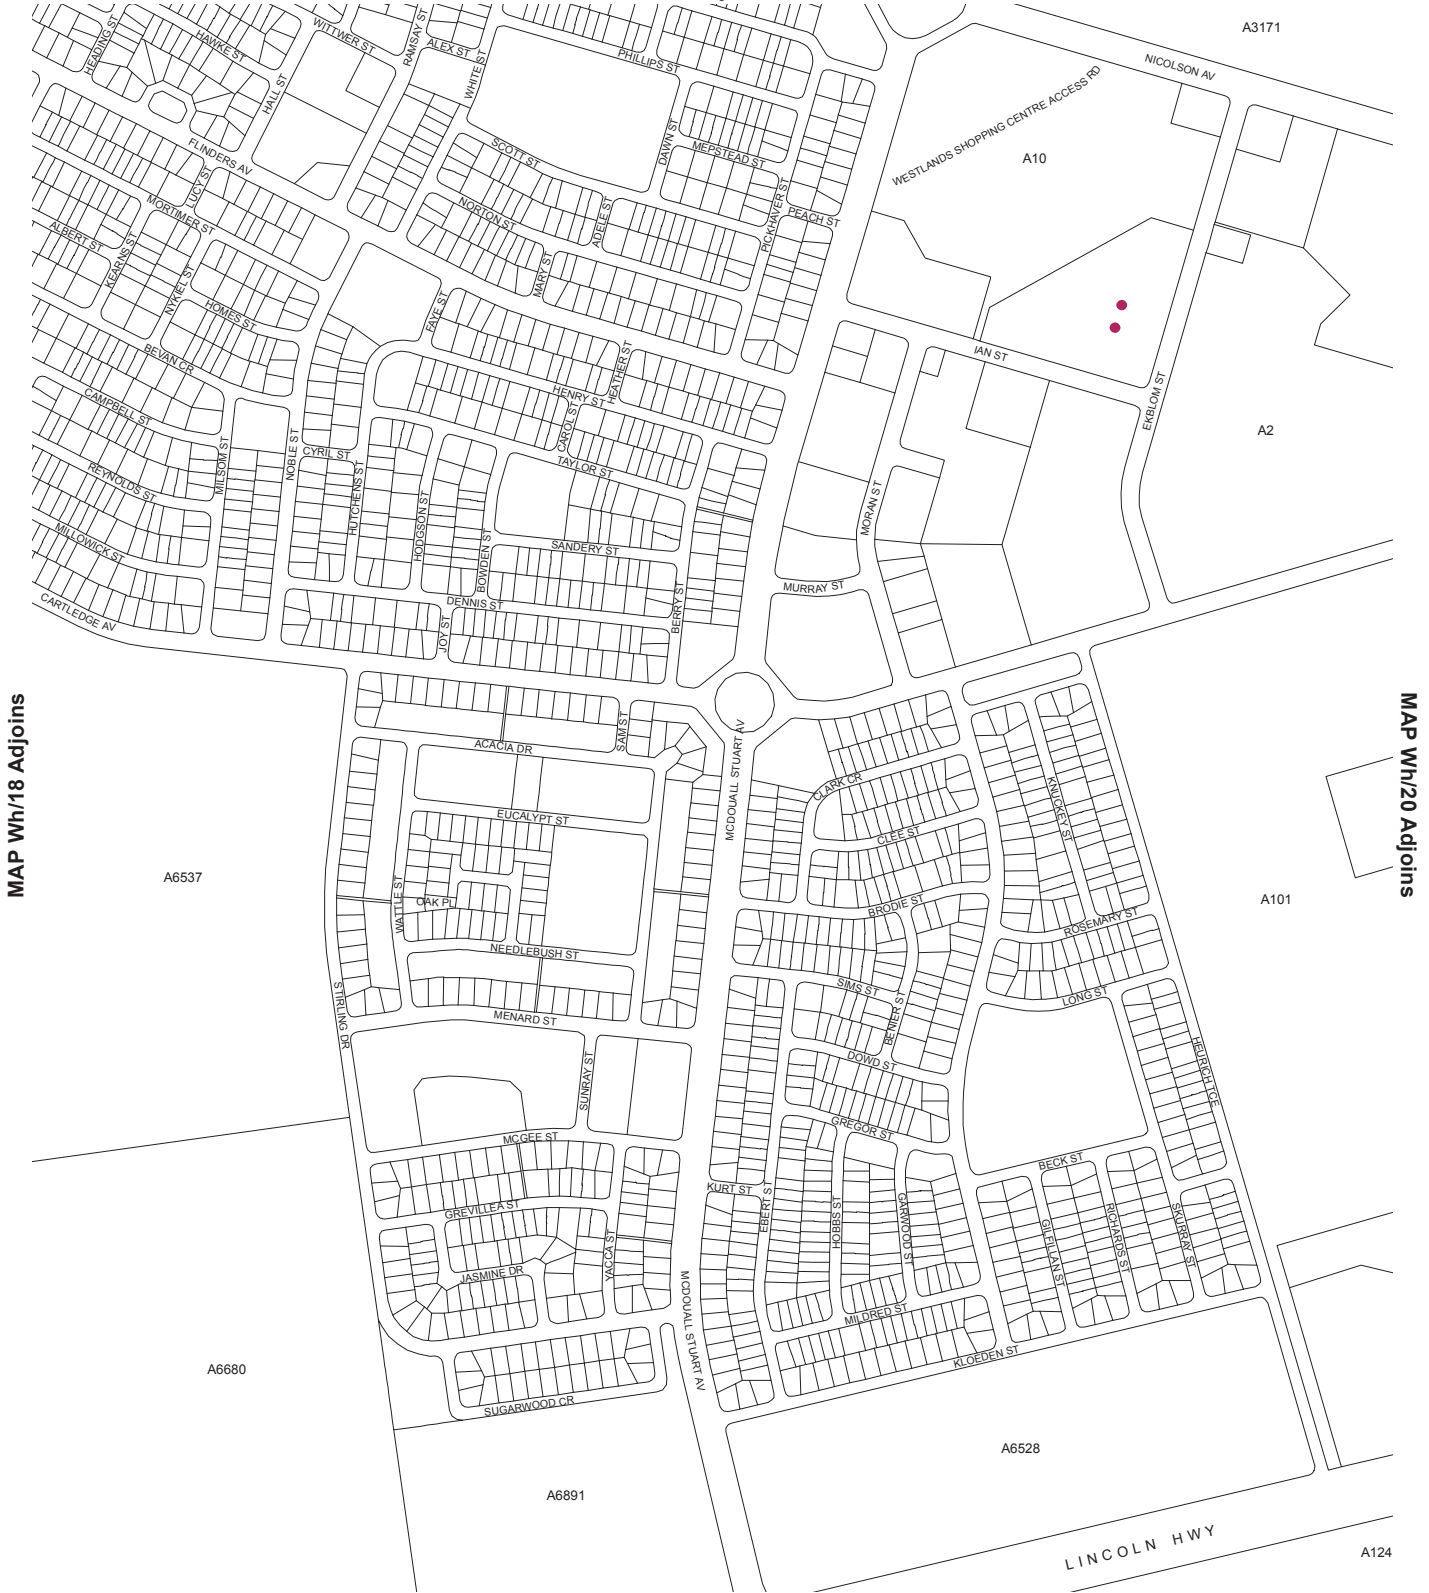 A3171
NICOLSON AV
HEADING ST
HAWKE ST
WITTWER ST
RAMSAY ST
ALEX ST
WHITE ST
PHILLIPS ST
HALL ST
WESTLANDS SHOPPING CENTRE ACCESS RD
A10
FLINDERS AV
SCOTT ST
DAWN ST
MEPSTEAD ST
LUCY ST
MORTIMER ST
NORTON ST
ADELE ST
PICKHAVER ST
PEACH ST
ALBERT ST
KEARNS ST
NYKIEL ST
MARY ST
HOMES ST
FAYE ST
BEVAN CR
IAN ST
HEATHER ST
HENRY ST
EKBLOM ST
CAMPBELL ST
CAROL ST
A2
MILSOM ST
NOBLE ST
CYRIL ST
TAYLOR ST
REYNOLDS ST
HUTCHENS ST
HODGSON ST
MORAN ST
MILLOWICK ST
BOWDEN ST
SANDERY ST
MURRAY ST
CARTLEDGE AV
DENNIS ST
JOY ST
BERRY ST
MAP Wh/18 Adjoins
MAP Wh/20 Adjoins
SAM ST
ACACIA DR
MCDOUALL STUART AV
CLARK CR
KNUCKEY ST
EUCALYPT ST
CLEE ST
A6537
WATTLE ST
OAK PL
BRODIE ST
A101
ROSEMARY ST
NEEDLEBUSH ST
SIMS ST
LONG ST
STIRLING DR
MENARD ST
BENIER ST
DOWD ST
HEURICH TCE
SUNRAY ST
GREGOR ST
MCGEE ST
BECK ST
KURT ST
EBERT ST
HOBBS ST
GARWOOD ST
GREVILLEA ST
YACCA ST
GILFILLAN ST
RICHARDS ST
SKURRAY ST
JASMINE DR
MCDOUALL STUART AV
MILDRED ST
KLOEDEN ST
A6680
SUGARWOOD CR
A6528
A6891
LINCOLN HWY
A124